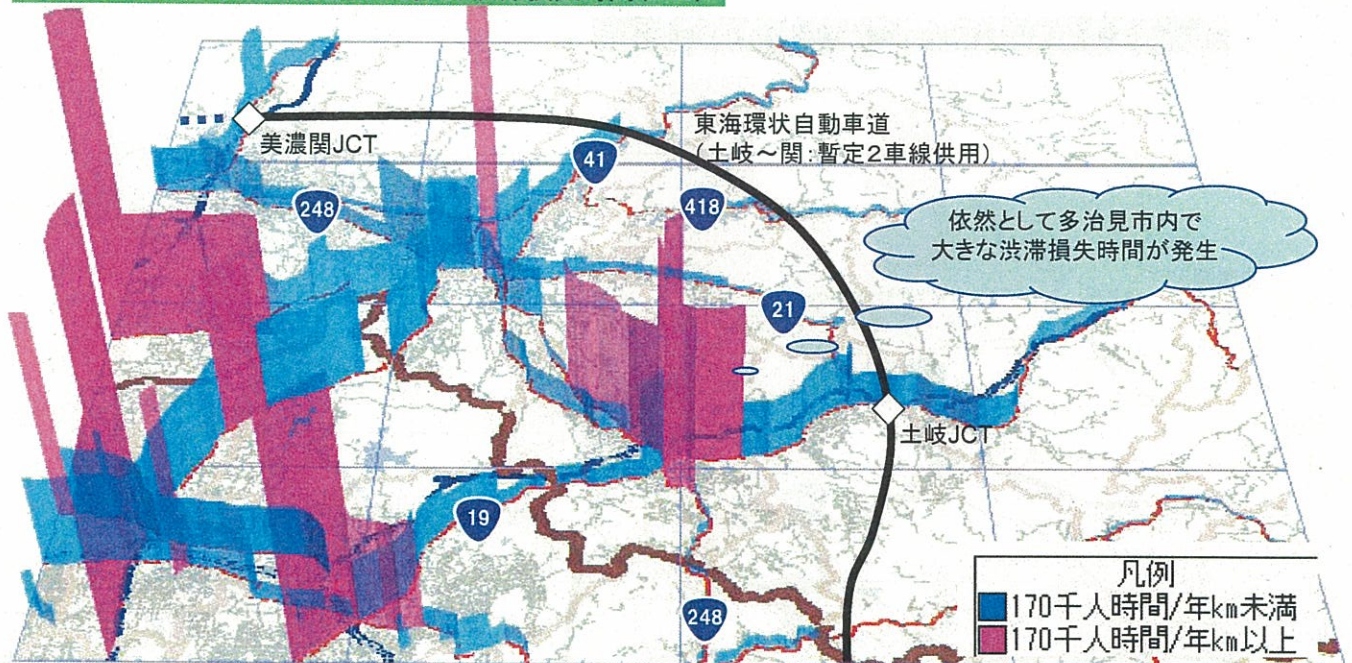 美濃関JCT
東海環状自動車道
(土岐～関:暫定2車線供用)
41
248
418
依然として多治見市内で
大きな渋滞損失時間が発生
21
土岐JCT
19
248
凡例
170千人時間/年km未満
170千人時間/年km以上